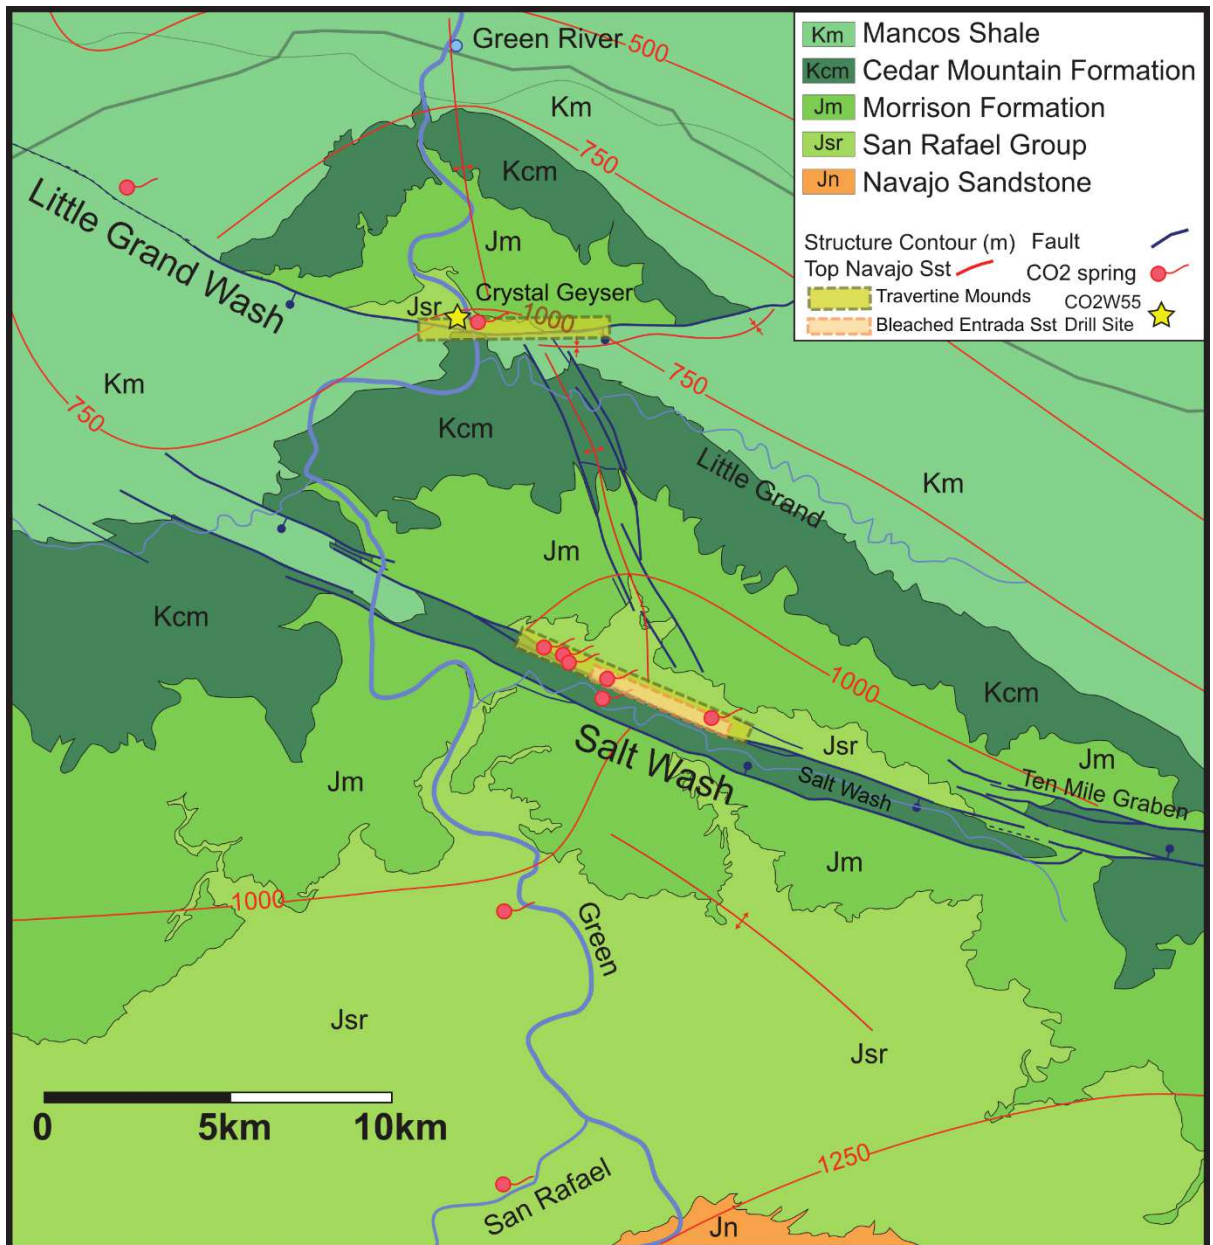 Green River
500
Km
750
Kcm
Little Grand Wash
Jm
Jsr
Crystal Geyser
1000
Km
750
750
Kcm
Little Grand
Km
Jm
Kcm
1000
Kcm
Jm
Salt Wash
Jsr
Salt Wash
Jm
Ten Mile Graben
Jm
1000
Green
Jsr
Jsr
0 5km 10km
San Rafael
1250
Jn
Km Mancos Shale
Kcm Cedar Mountain Formation
Jm Morrison Formation
Jsr San Rafael Group
Jn Navajo Sandstone
Structure Contour (m) Fault
Top Navajo Sst CO2 spring
Travertine Mounds CO2W55
Bleached Entrada Sst Drill Site